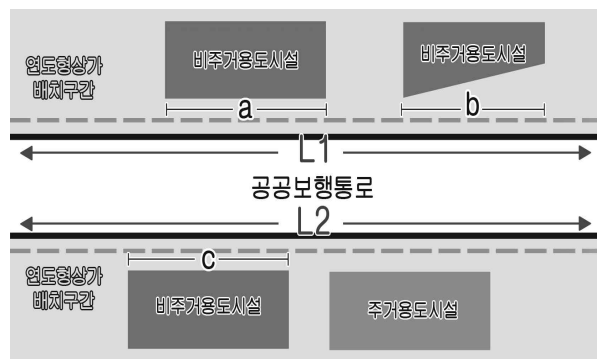 비주거용도시설
비주거용도시설
연도형상가
배치구간
a
b
L1
공공보행통로
L2
c
연도형상가
배치구간
비주거용도시설
주거용도시설